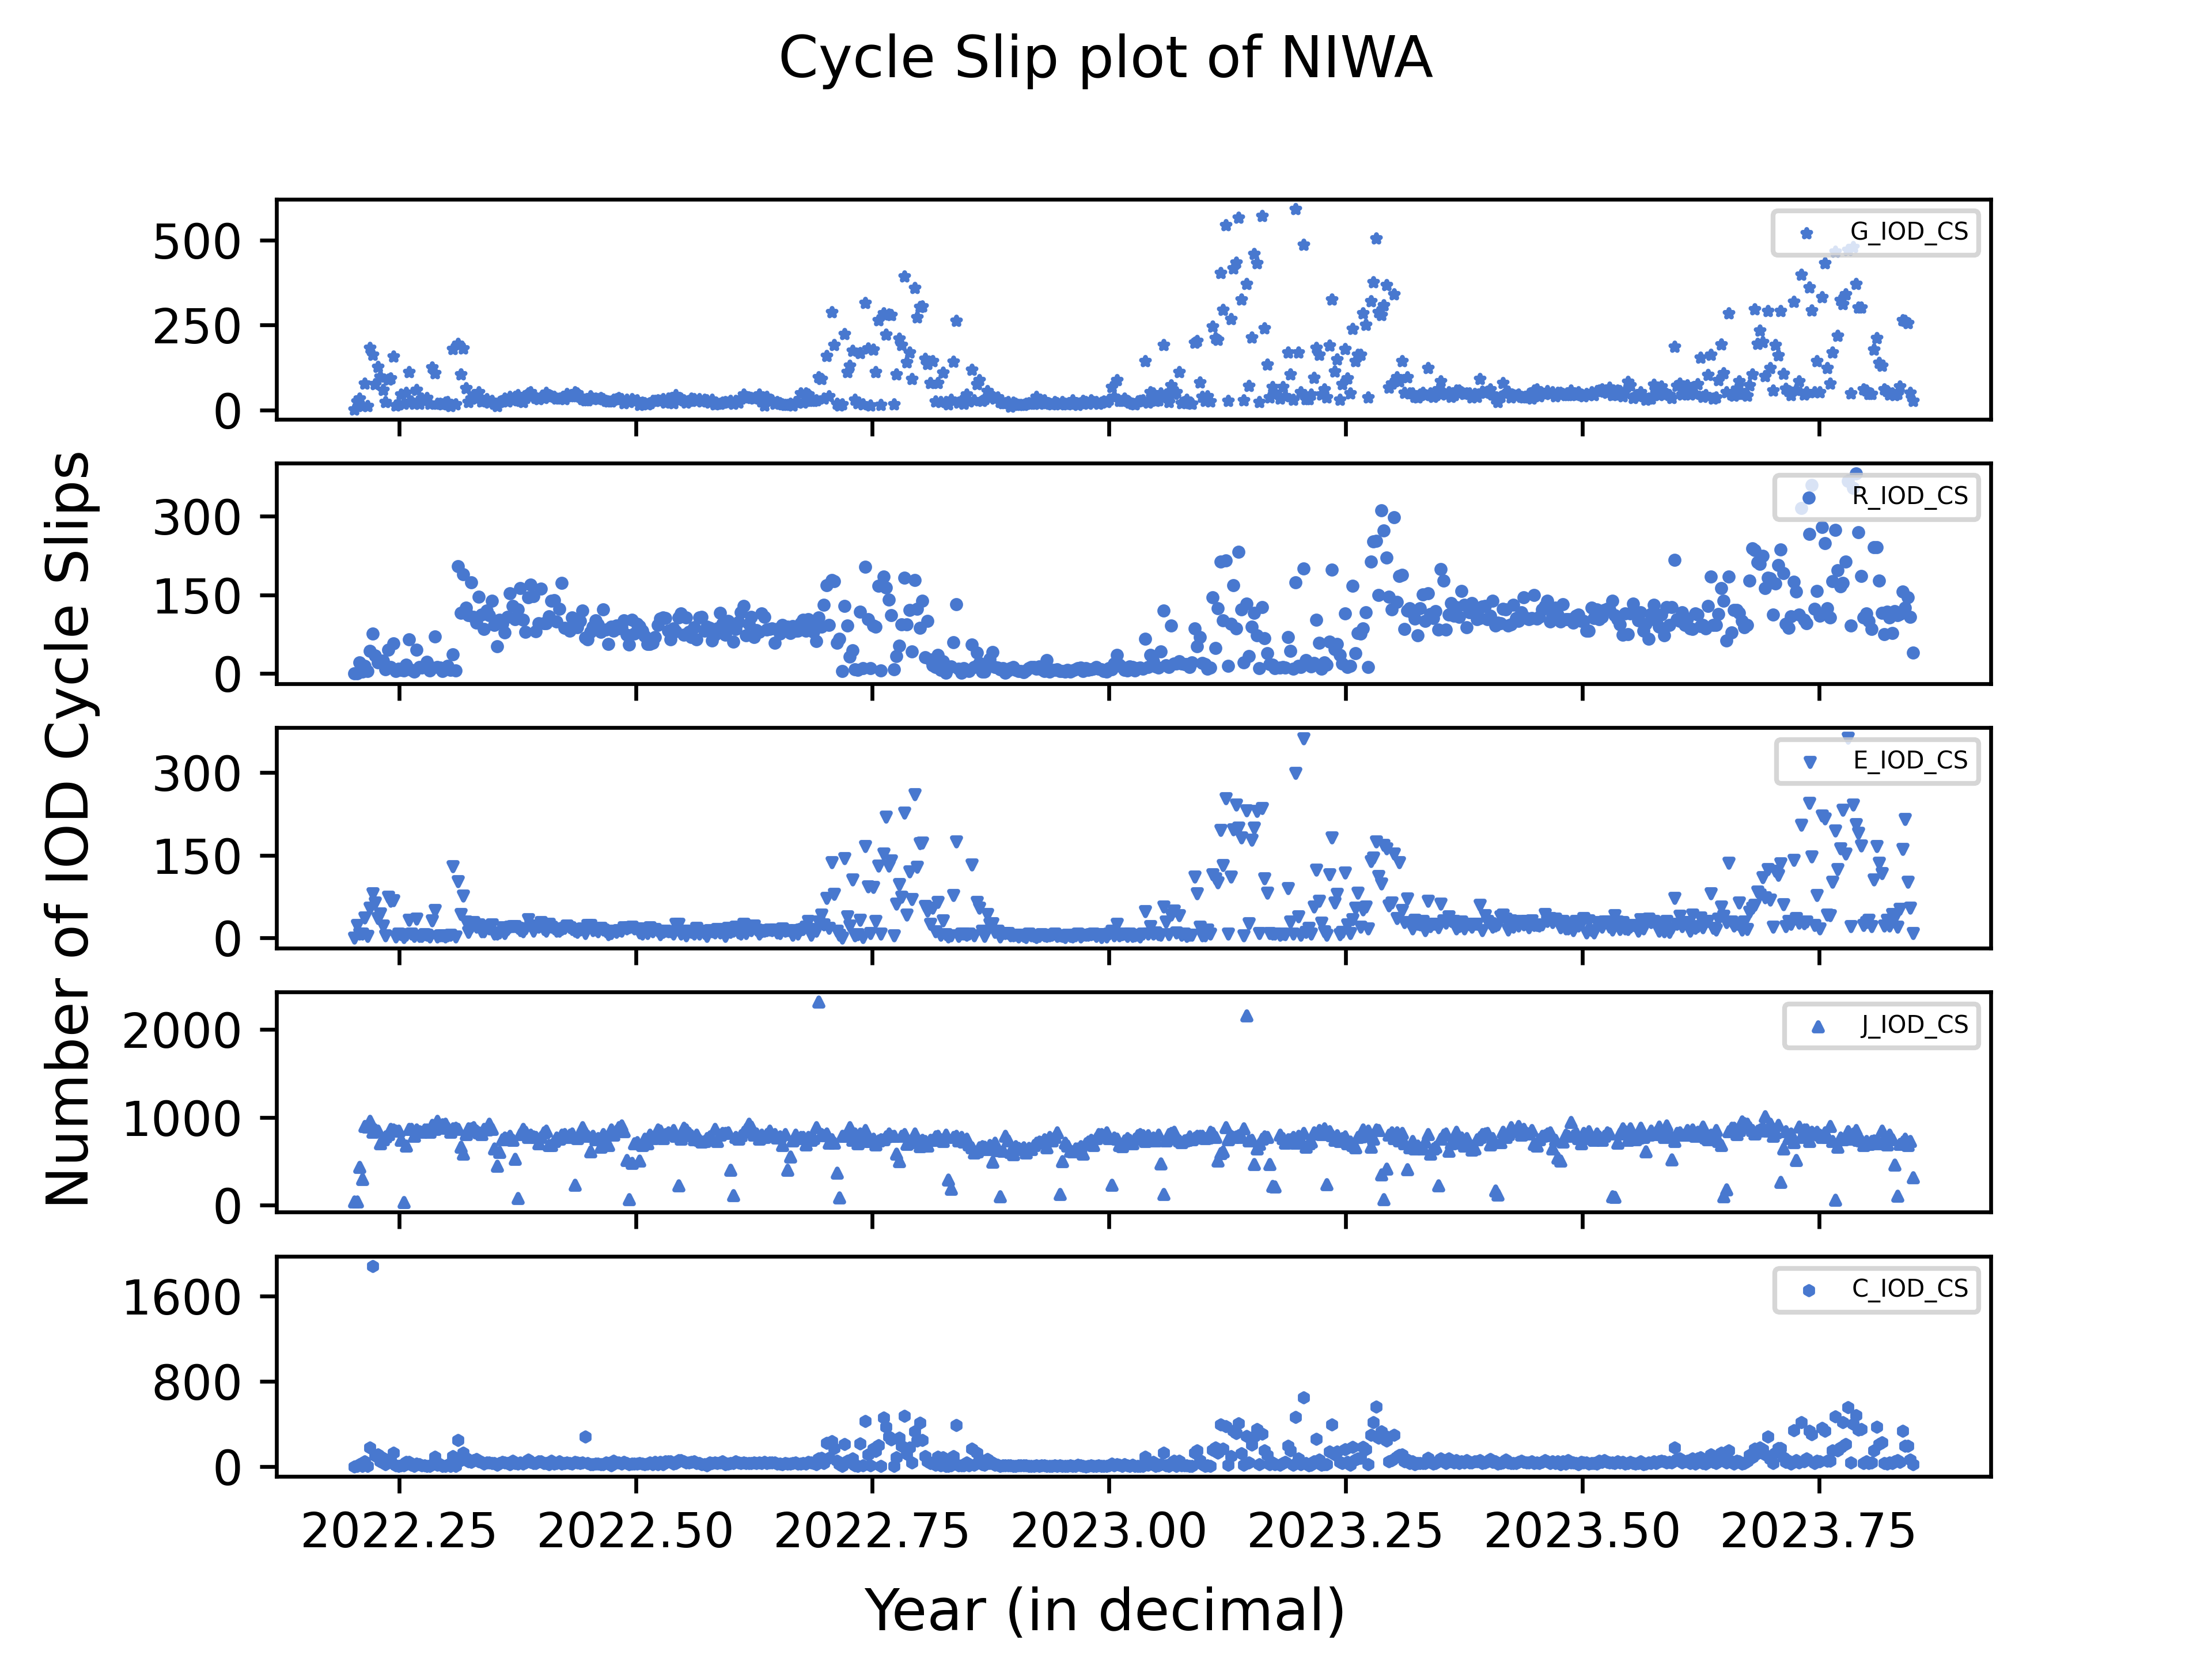 Cycle Slip plot of NIWA
Number of IOD Cycle Slips
500
250
0
G_IOD_CS
300
150
0
R_IOD_CS
300
150
0
E_IOD_CS
2000
1000
0
J_IOD_CS
1600
800
0
C_IOD_CS
2022.25 2022.50 2022.75 2023.00 2023.25 2023.50 2023.75
Year (in decimal)